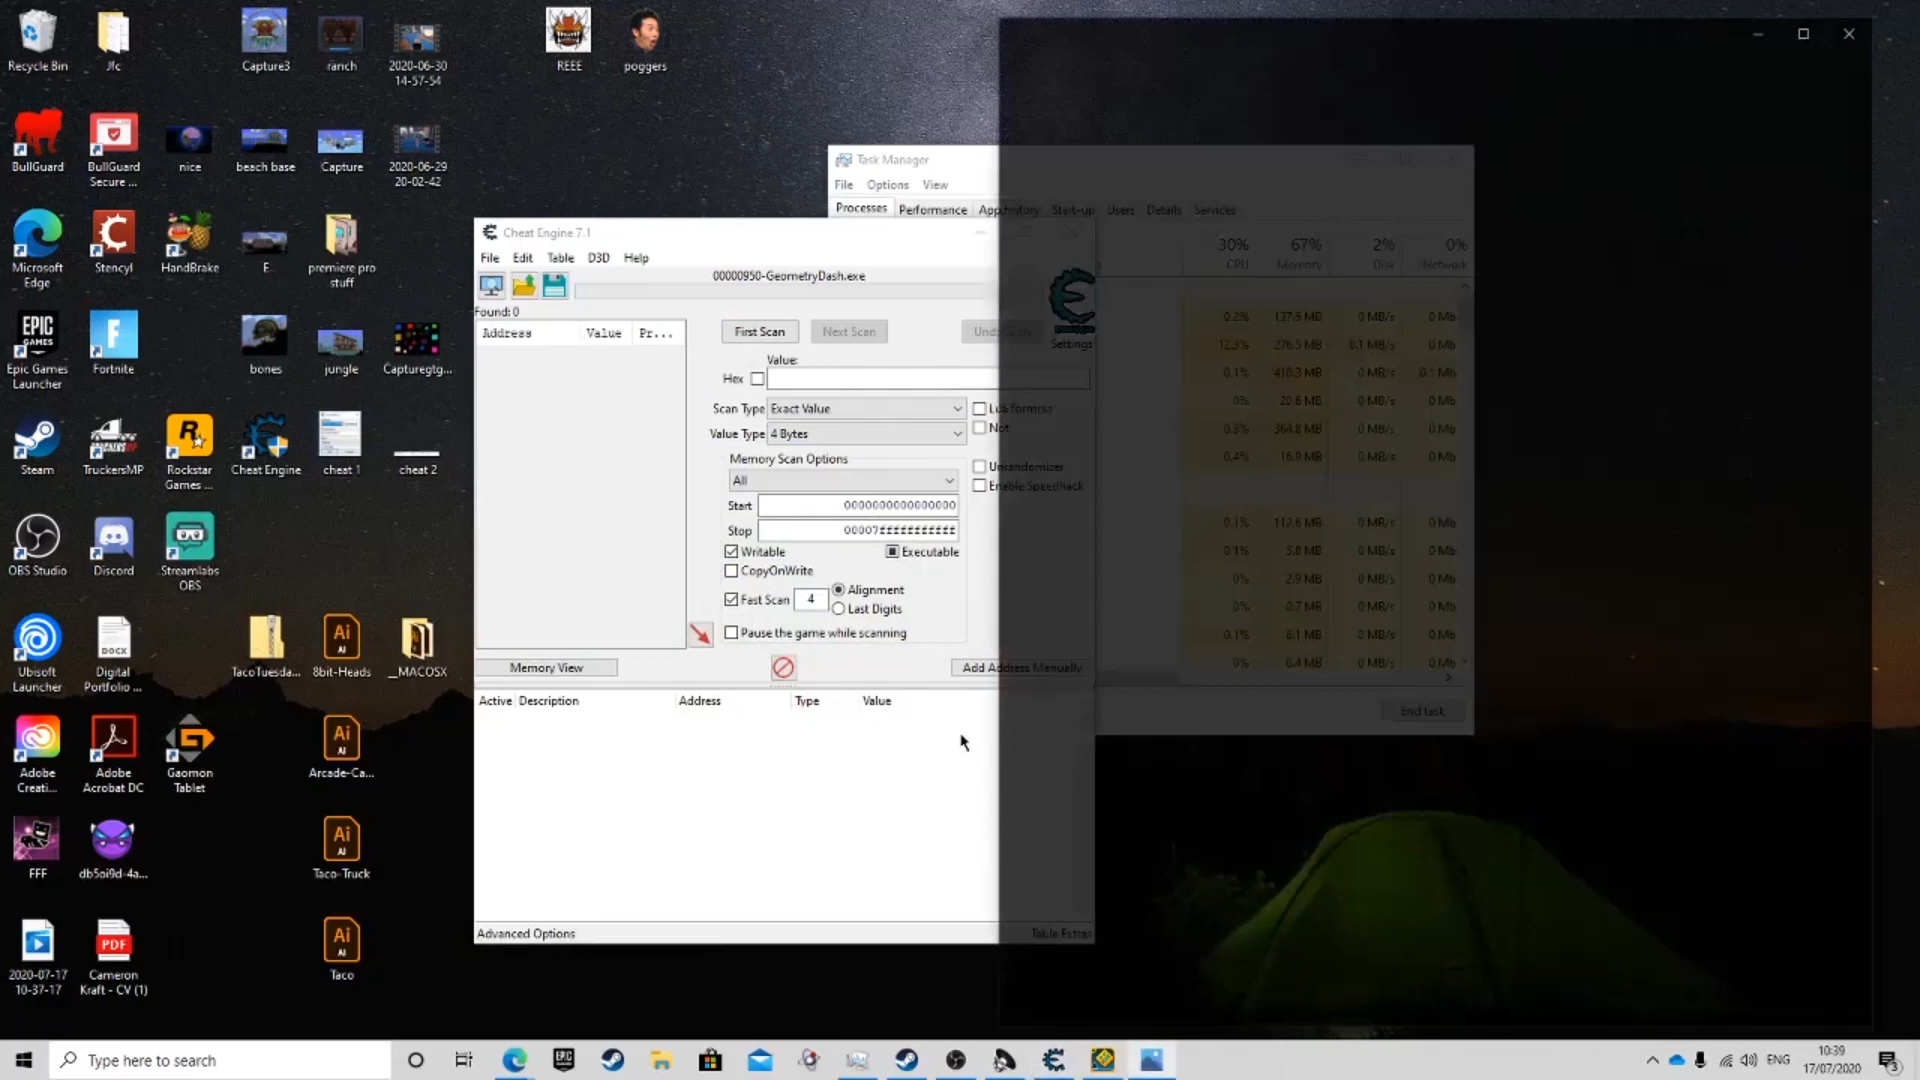 Recycle Bin
Jfc
Capture3
ranch
2020-06-30
14-57-54
REEE
poggers
BullGuard
BullGuard
Secure ...
nice
beach base
Capture
2020-06-29
20-02-42
Microsoft
Edge
Stencyl
HandBrake
E
premiere pro
stuff
EPIC
GAMES
Epic Games
Launcher
Fortnite
bones
jungle
Capturegtg...
Steam
TruckersMP
Rockstar
Games ...
Cheat Engine
cheat 1
cheat 2
OBS Studio
Discord
Streamlabs
OBS
DOCX
Ai
AI
Ubisoft
Launcher
Digital
Portfolio ...
TacoTuesda...
8bit-Heads
__MACOSX
Ai
AI
Adobe
Creati...
Adobe
Acrobat DC
Gaomon
Tablet
Arcade-Ca...
Ai
AI
FFF
db5oi9d-4a...
Taco-Truck
PDF
Ai
AI
2020-07-17
10-37-17
Cameron
Kraft - CV (1)
Taco
Task Manager
File Options View
Processes Performance App history Start-up Users Details Services
30% 67% 2% 0%
CPU Memory Disk Network
0.2% 137.5 MB 0 MB/s 0 Mb
12.3% 276.5 MB 0.1 MB/s 0 Mb
0.1% 410.3 MB 0 MB/s 0.1 Mb
0% 20.6 MB 0 MB/s 0 Mb
0.3% 364.8 MB 0 MB/s 0 Mb
0.4% 16.9 MB 0 MB/s 0 Mb
0.1% 112.6 MB 0 MB/s 0 Mb
0.1% 5.8 MB 0 MB/s 0 Mb
0% 2.9 MB 0 MB/s 0 Mb
0% 0.7 MB 0 MB/s 0 Mb
0.1% 6.1 MB 0 MB/s 0 Mb
0% 0.4 MB 0 MB/s 0 Mb
End task
Cheat Engine 7.1
File Edit Table D3D Help
00000950-GeometryDash.exe
Found: 0
Address Value Pr...
First Scan Next Scan Undo Scan
Settings
Value:
Hex
Scan Type Exact Value
Lua formula
Value Type 4 Bytes
Not
Memory Scan Options
All
Unrandomizer
Enable Speedhack
Start 0000000000000000
Stop 00007fffffffffff
Writable Executable
CopyOnWrite
Fast Scan 4 Alignment
Last Digits
Pause the game while scanning
Memory View
Add Address Manually
Active Description Address Type Value
Advanced Options
Table Extras
Type here to search
EPIC
ENG
10:39
17/07/2020
3